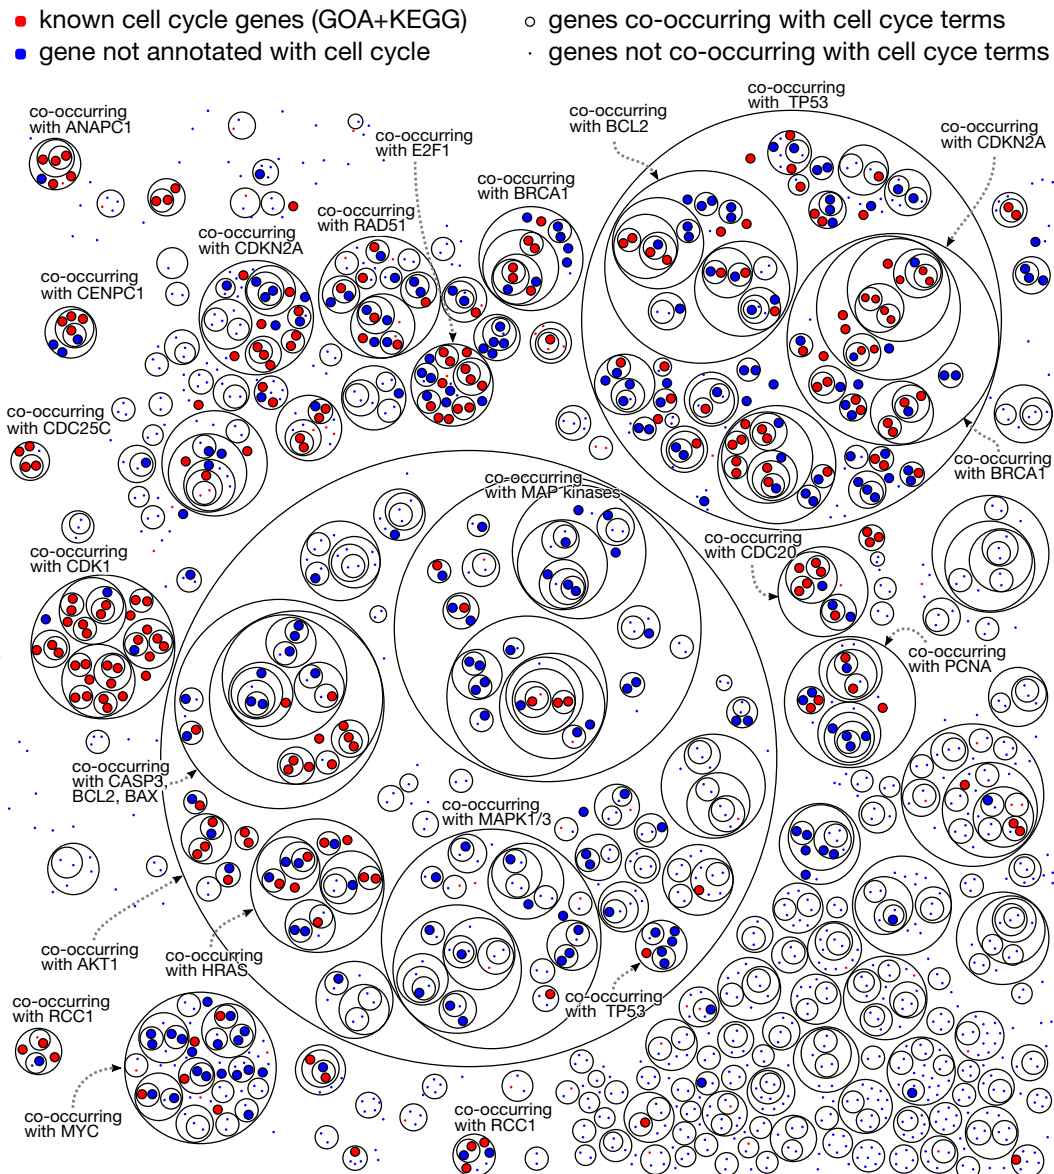 known cell cycle genes (GOA+KEGG)
gene not annotated with cell cycle
genes co-occurring with cell cyce terms
genes not co-occurring with cell cyce terms
co-occurring
with ANAPC1
co-occurring
with E2F1
co-occurring
with BCL2
co-occurring
with TP53
co-occurring
with CDKN2A
co-occurring
with BRCA1
co-occurring
with RAD51
co-occurring
with CDKN2A
co-occurring
with CENPC1
co-occurring
with CDC25C
co-occurring
with BRCA1
co-occurring
with MAP kinases
co-occurring
with CDC20
co-occurring
with CDK1
co-occurring
with PCNA
co-occurring
with CASP3,
BCL2, BAX
co-occurring
with MAPK1/3
co-occurring
with AKT1
co-occurring
with HRAS
co-occurring
with TP53
co-occurring
with RCC1
co-occurring
with MYC
co-occurring
with RCC1